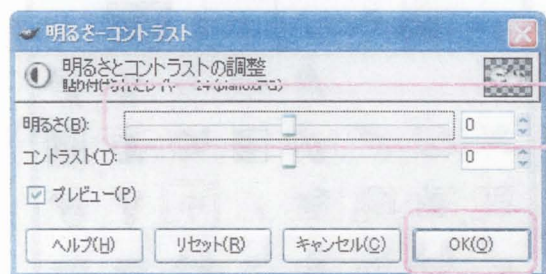 明るさ-コントラスト
明るさとコントラストの調整
明るさ(B): 0
コントラスト(T): 0
プレビュー(P)
ヘルプ(H) リセット(R) キャンセル(C) OK(O)